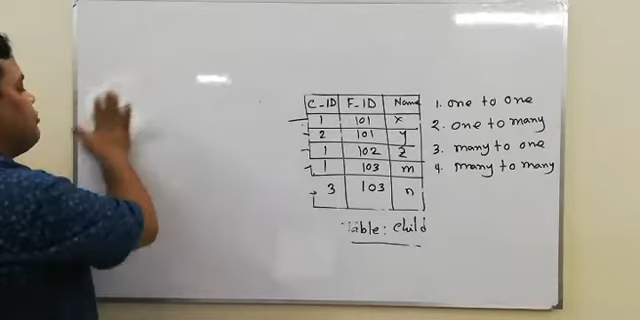 C_ID F_ID Name
1 101 x
2 101 y
1 102 z
1 103 m
3 103 n
Table: child
1. one to one
2. one to many
3. many to one
4. many to many